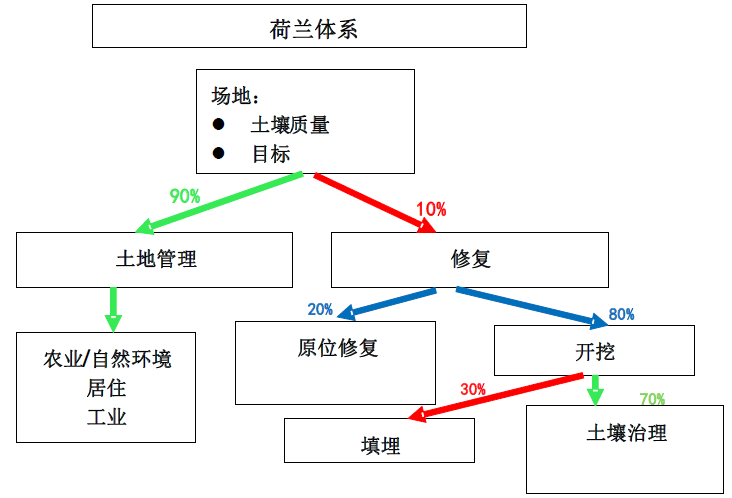 荷兰体系
场地：
● 土壤质量
● 目标
90%
10%
土地管理
修复
20%
80%
农业/自然环境
居住
工业
原位修复
开挖
30%
70%
填埋
土壤治理